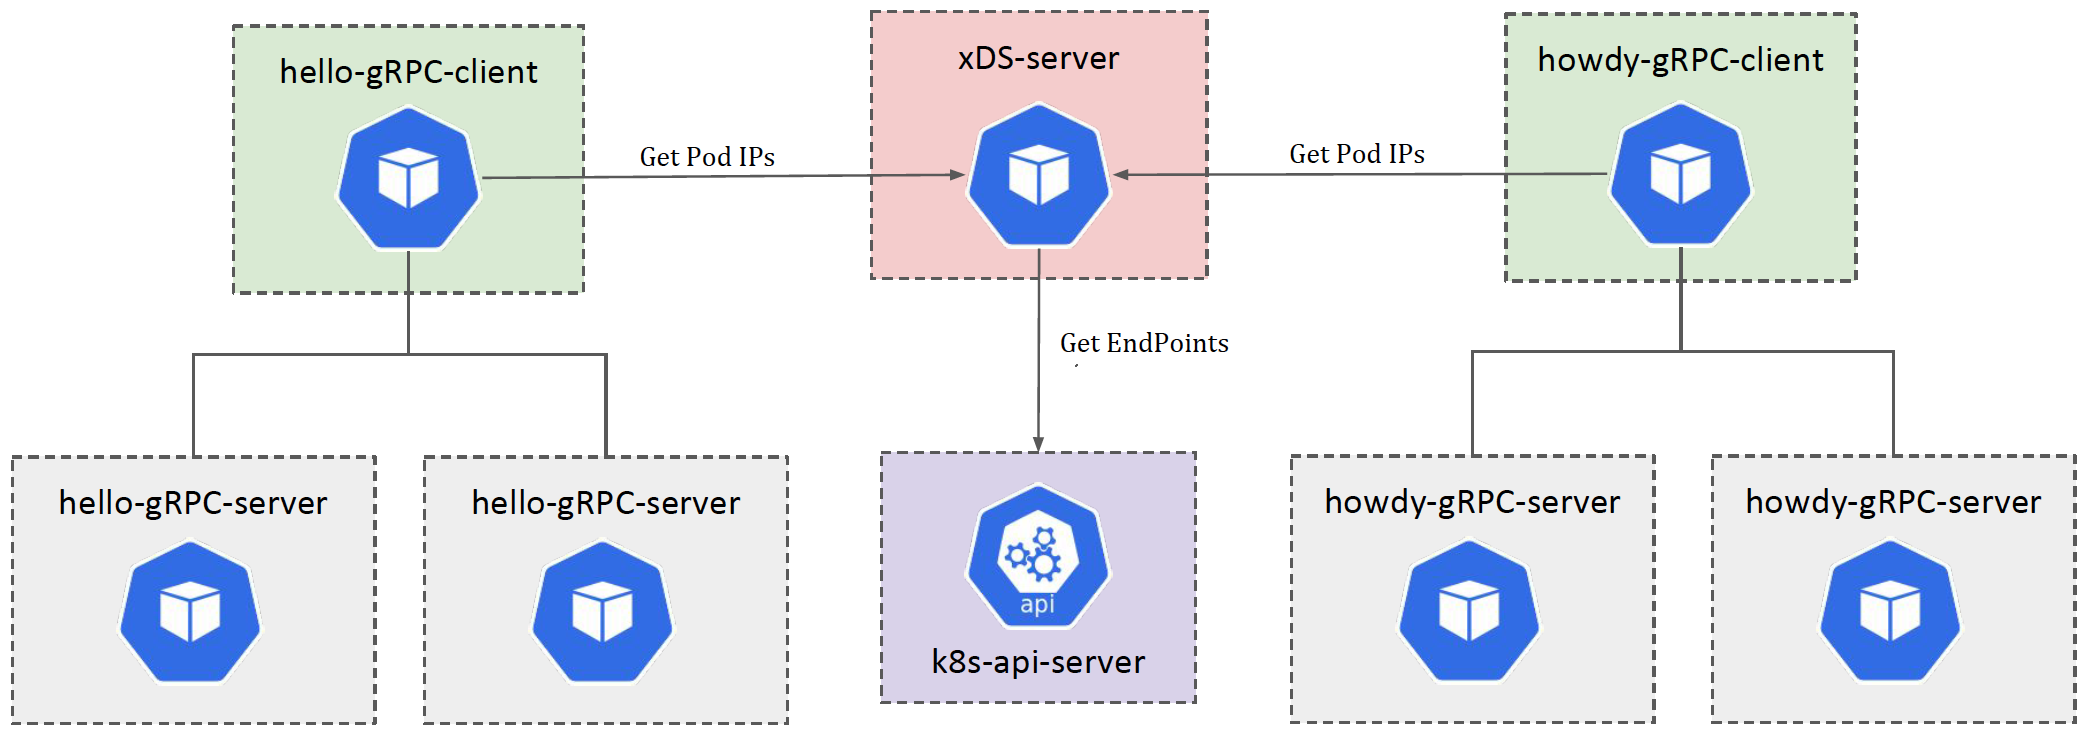 hello-gRPC-client
xDS-server
howdy-gRPC-client
Get Pod IPs
Get Pod IPs
Get EndPoints
hello-gRPC-server
hello-gRPC-server
howdy-gRPC-server
howdy-gRPC-server
api
k8s-api-server